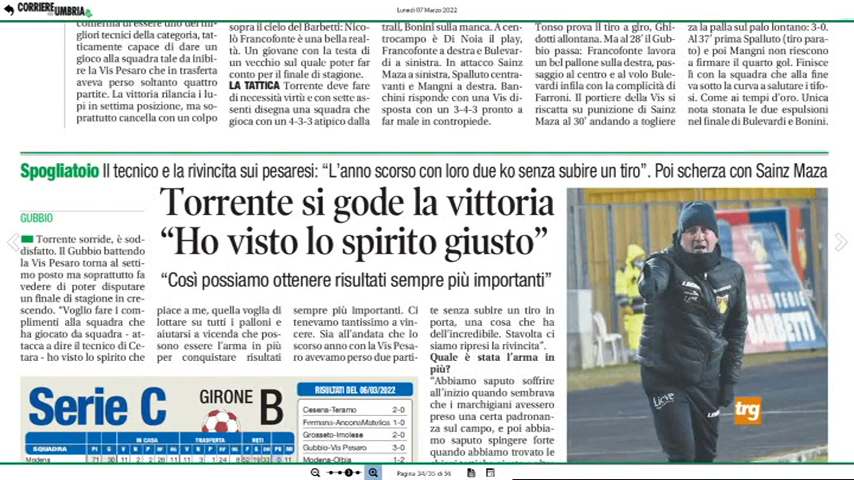 CORRIERE
DELL'UMBRIA
Lunedì 07 Marzo 2022
conferma di essere uno dei mi-
gliori tecnici della categoria, tat-
ticamente capace di dare un
gioco alla squadra tale da inibi-
re la Vis Pesaro che in trasferta
aveva perso soltanto quattro
partite. La vittoria rilancia i lu-
pi in settima posizione, ma so-
prattutto cancella con un colpo
sopra il cielo del Barbetti: Nico-
lò Francofonte è una bella real-
tà. Un giovane con la testa di
un vecchio sul quale poter far
conto per il finale di stagione.
LA TATTICA Torrente deve fare
di necessità virtù e con sette as-
senti disegna una squadra che
gioca con un 4-3-3 atipico dalla
trali, Bonini sulla manca. A cen-
trocampo è Di Noia il play,
Francofonte a destra e Bulevar-
di a sinistra. In attacco Sainz
Maza a sinistra, Spalluto centra-
vanti e Mangni a destra. Ban-
chini risponde con una Vis di-
sposta con un 3-4-3 pronto a
far male in contropiede.
Tonso prova il tiro a giro, Ghi-
dotti allontana. Ma al 28' il Gub-
bio passa: Francofonte lavora
un bel pallone sulla destra, pas-
saggio al centro e al volo Bule-
vardi infila con la complicità di
Farroni. Il portiere della Vis si
riscatta su punizione di Sainz
Maza al 30' andando a togliere
za la palla sul palo lontano: 3-0.
Al 37' prima Spalluto (tiro para-
to) e poi Mangni non riescono
a firmare il quarto gol. Finisce
lì con la squadra che alla fine
va sotto la curva a salutare i tifo-
si. Come ai tempi d'oro. Unica
nota stonata le due espulsioni
nel finale di Bulevardi e Bonini.
Spogliatoio Il tecnico e la rivincita sui pesaresi: “L'anno scorso con loro due ko senza subire un tiro”. Poi scherza con Sainz Maza
Torrente si gode la vittoria
“Ho visto lo spirito giusto”
“Così possiamo ottenere risultati sempre più importanti”
GUBBIO
Torrente sorride, è sod-
disfatto. Il Gubbio battendo
la Vis Pesaro torna al setti-
mo posto ma soprattutto fa
vedere di poter disputare
un finale di stagione in cre-
scendo. "Voglio fare i com-
plimenti alla squadra che
ha giocato da squadra - at-
tacca a dire il tecnico di Ce-
tara - ho visto lo spirito che
piace a me, quella voglia di
lottare su tutti i palloni e
aiutarsi a vicenda che pos-
sono essere l'arma in più
per conquistare risultati
sempre più importanti. Ci
tenevamo tantissimo a vin-
cere. Sia all'andata che lo
scorso anno con la Vis Pesa-
ro avevamo perso due parti-
te senza subire un tiro in
porta, una cosa che ha
dell'incredibile. Stavolta ci
siamo ripresi la rivincita".
Quale è stata l'arma in
più?
"Abbiamo saputo soffrire
all'inizio quando sembrava
che i marchigiani avessero
preso una certa padronan-
za sul campo, e poi abbia-
mo saputo spingere forte
quando abbiamo trovato le
Serie C
GIRONE B
RISULTATI DEL 06/03/2022
Cesena-Teramo 2-0
Fermana-AnconaMatelica 1-0
Grosseto-Imolese 2-0
Gubbio-Vis Pesaro 3-0
Modena-Olbia 1-2
IN CASA TRASFERTA RETI
SQUADRA
Modena
BARBETTI
Legea
trg
Pagina 34/35 di 56